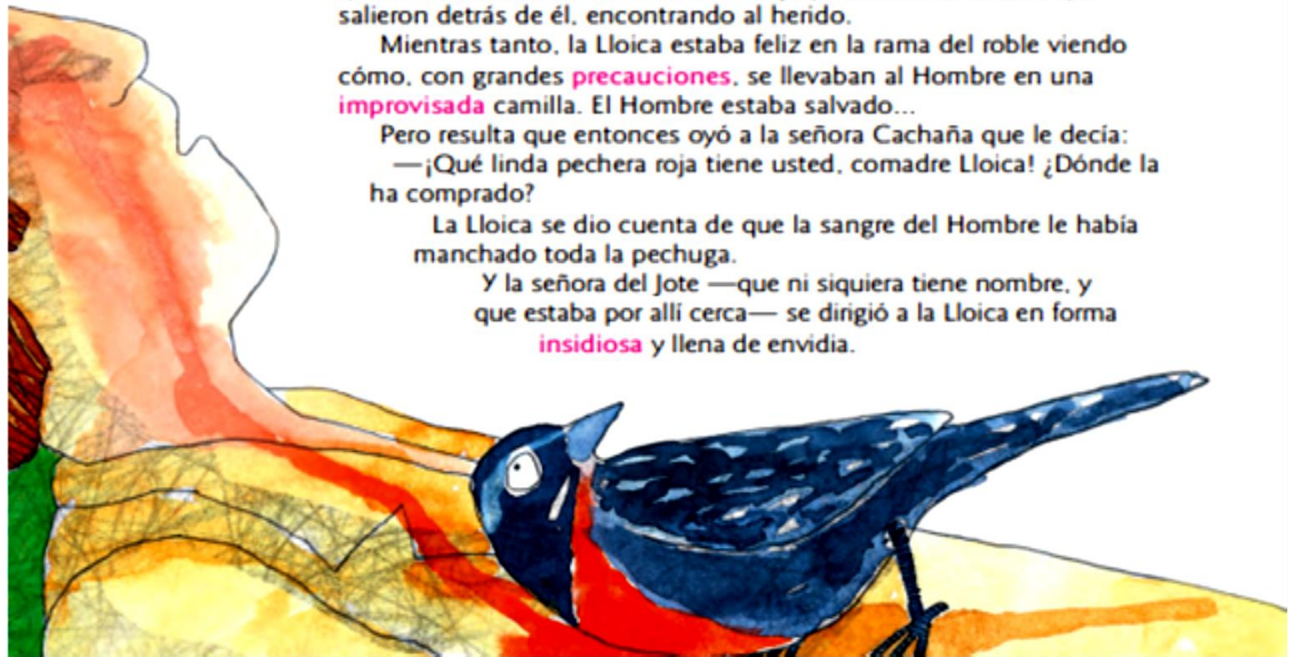 salieron detrás de él, encontrando al herido.
Mientras tanto, la Lloica estaba feliz en la rama del roble viendo
cómo, con grandes precauciones, se llevaban al Hombre en una
improvisada camilla. El Hombre estaba salvado...
Pero resulta que entonces oyó a la señora Cachaña que le decía:
—¡Qué linda pechera roja tiene usted, comadre Lloica! ¿Dónde la
ha comprado?
La Lloica se dio cuenta de que la sangre del Hombre le había
manchado toda la pechuga.
Y la señora del Jote —que ni siquiera tiene nombre, y
que estaba por allí cerca— se dirigió a la Lloica en forma
insidiosa y llena de envidia.